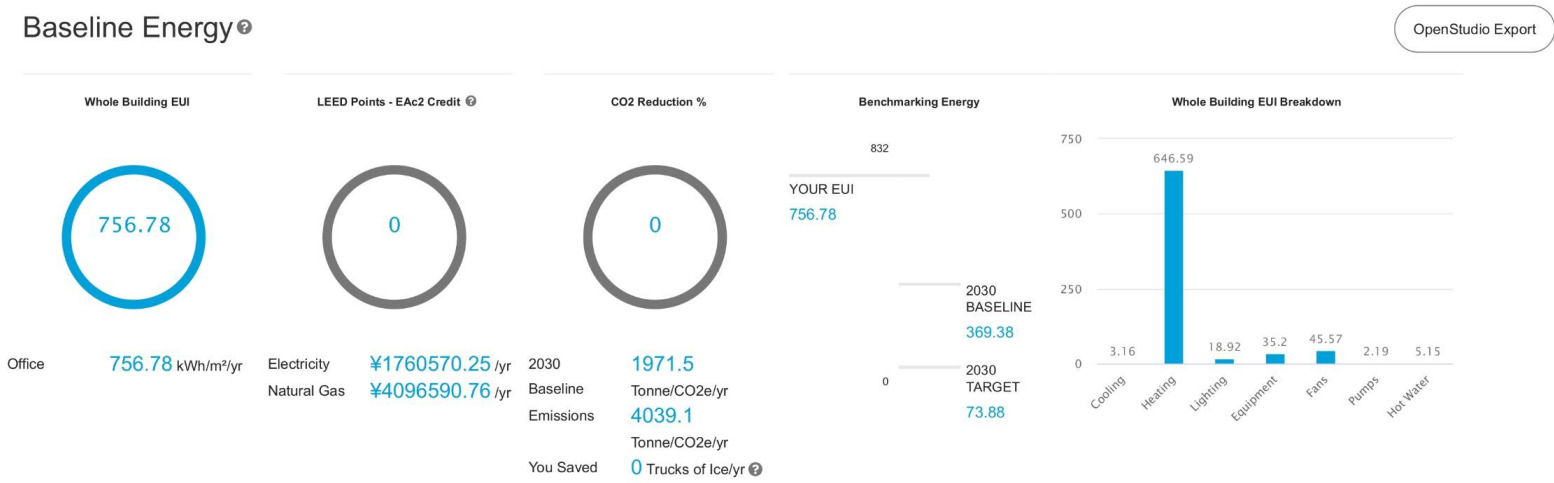 Baseline Energy ?
OpenStudio Export
Whole Building EUI
756.78
Office 756.78 kWh/m²/yr
LEED Points - EAc2 Credit ?
0
Electricity ¥1760570.25 /yr
Natural Gas ¥4096590.76 /yr
CO2 Reduction %
0
2030 1971.5
Baseline Tonne/CO2e/yr
Emissions 4039.1
Tonne/CO2e/yr
You Saved 0 Trucks of Ice/yr ?
Benchmarking Energy
832
YOUR EUI
756.78
2030
BASELINE
369.38
0
2030
TARGET
73.88
Whole Building EUI Breakdown
750
500
250
0
3.16
646.59
18.92
35.2
45.57
2.19
5.15
Cooling
Heating
Lighting
Equipment
Fans
Pumps
Hot Water